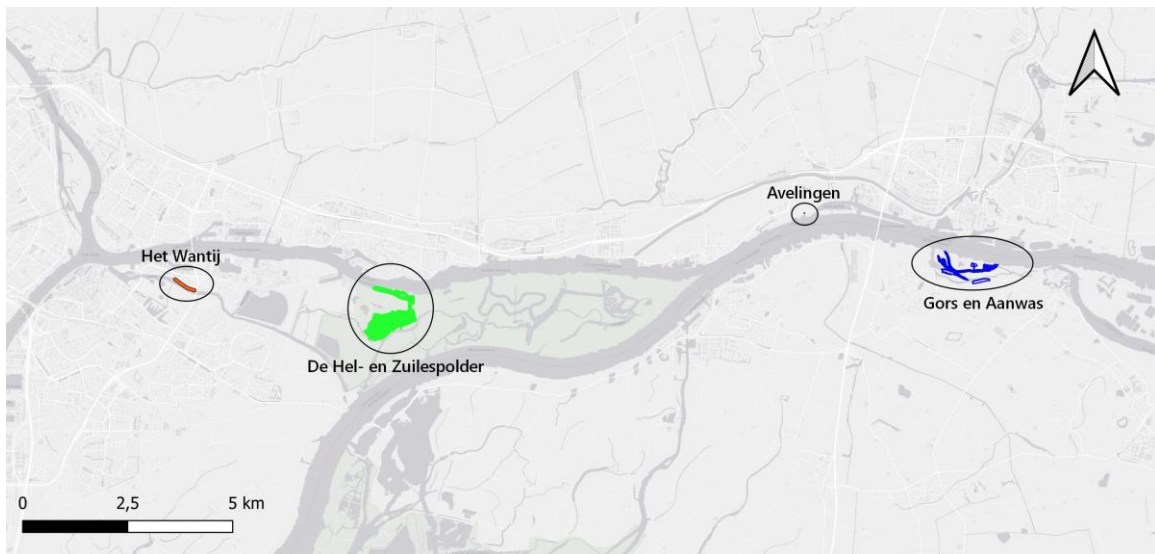 Avelingen
Het Wantij
Gors en Aanwas
De Hel- en Zuilespolder
0 2,5 5 km